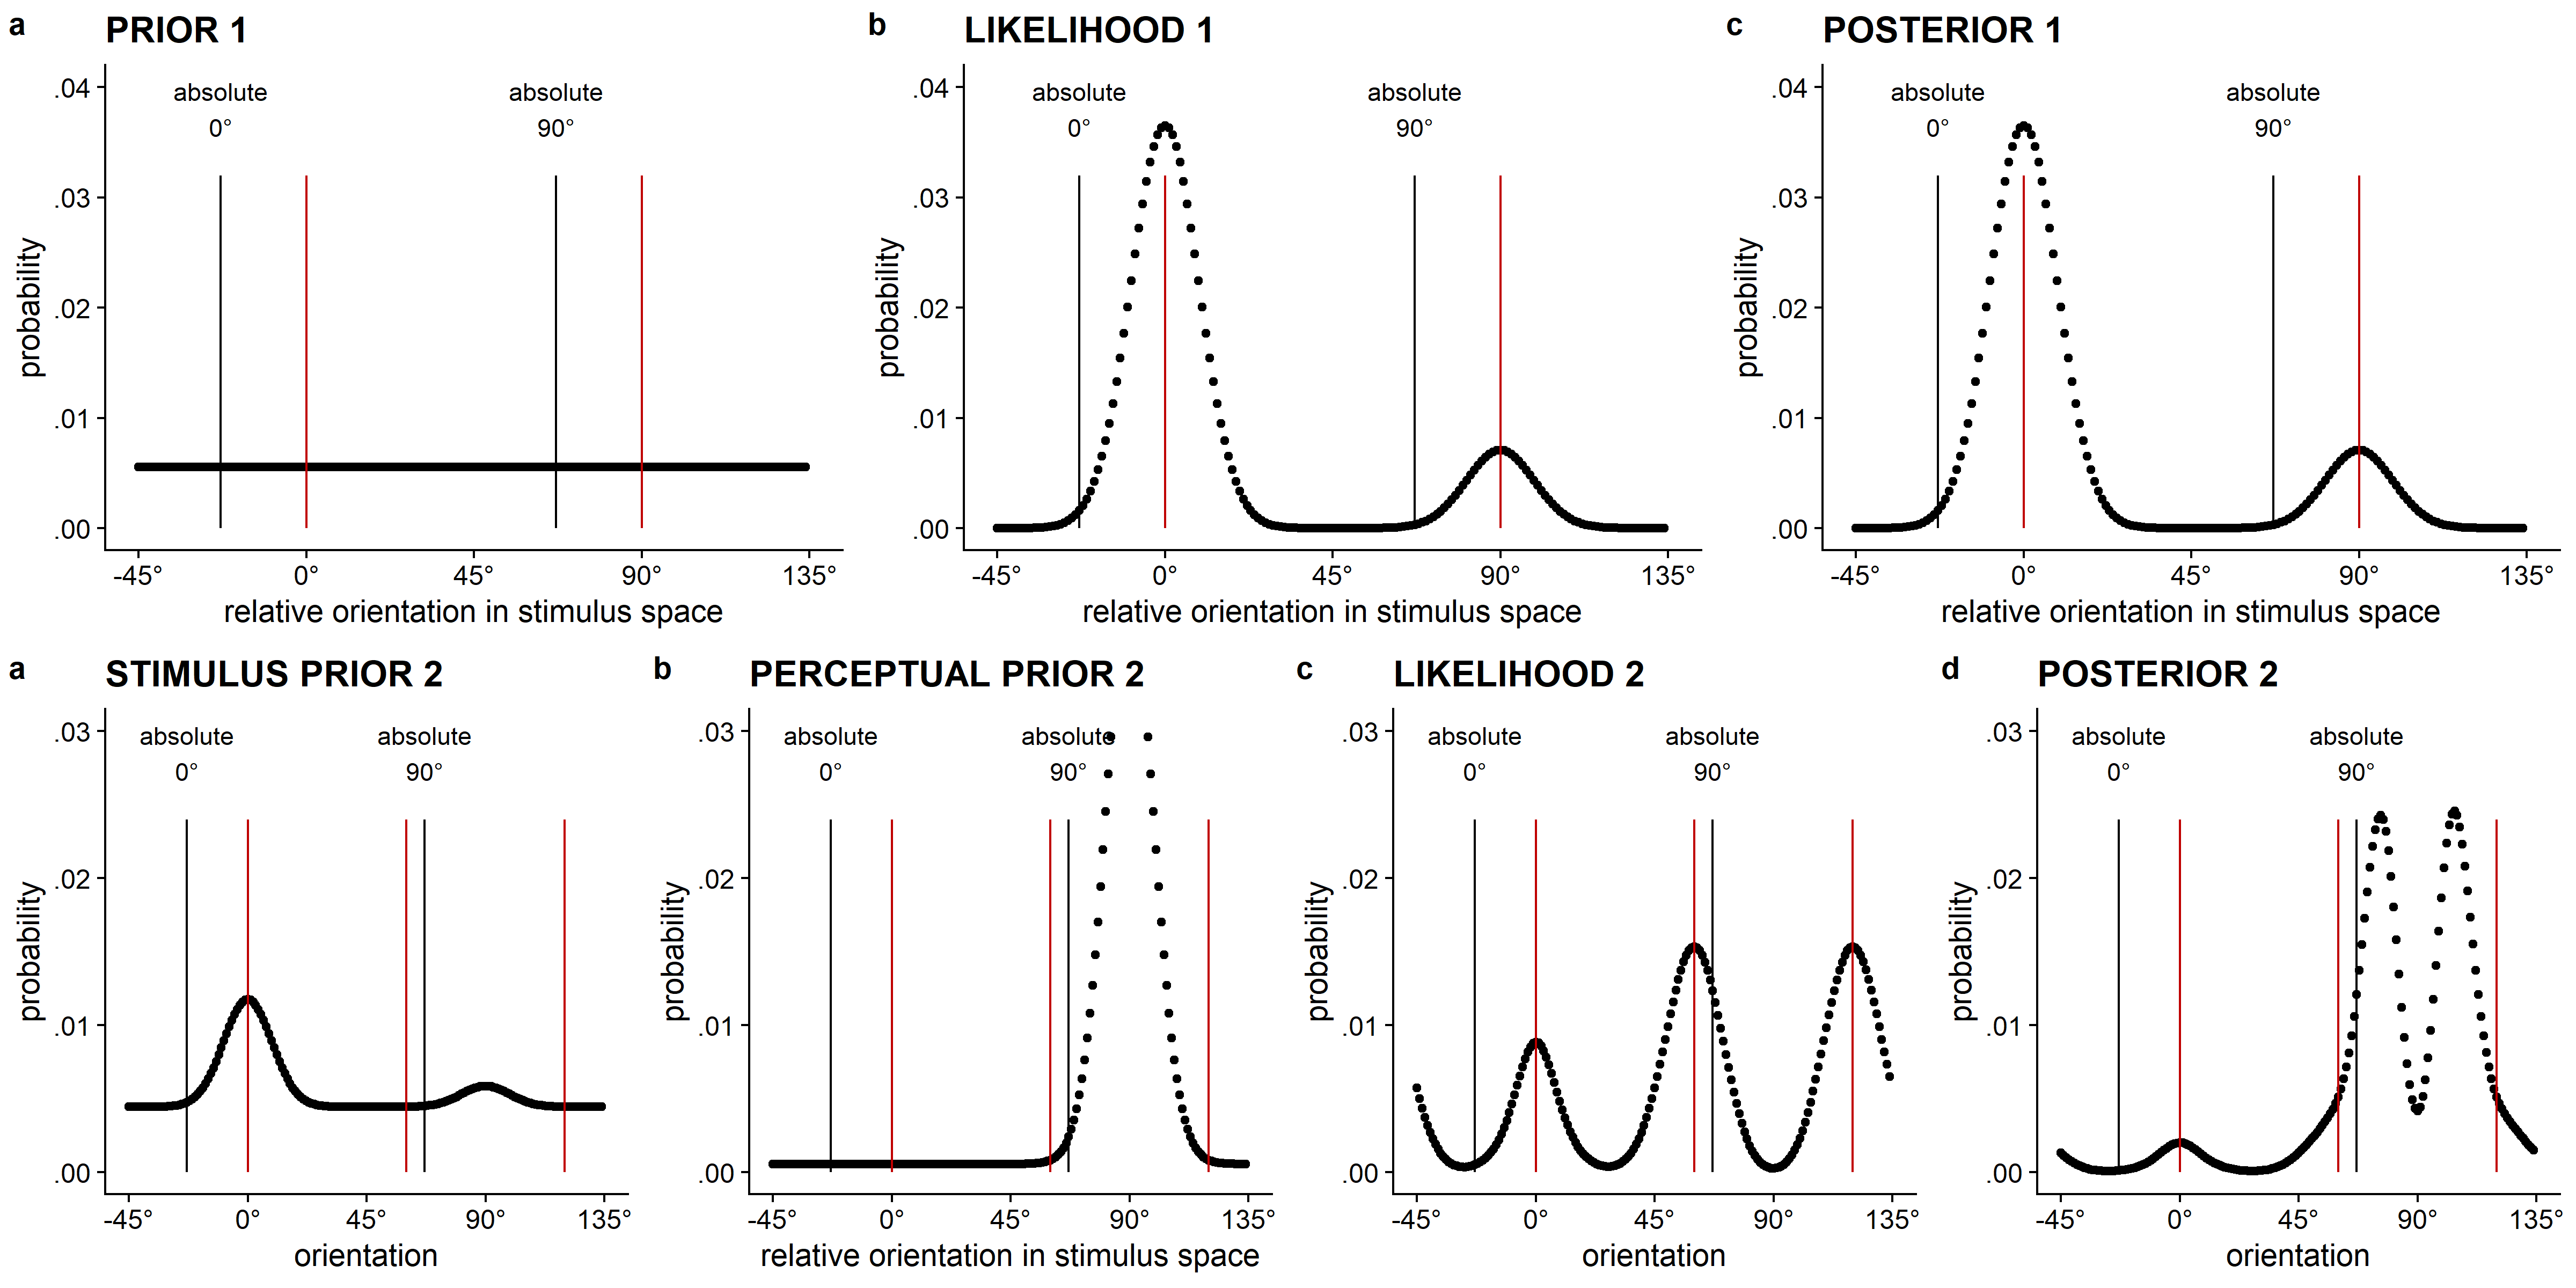 a PRIOR 1
.04
.03
.02
.01
.00
probability
absolute
0°
absolute
90°
-45° 0° 45° 90° 135°
relative orientation in stimulus space
b LIKELIHOOD 1
.04
.03
.02
.01
.00
probability
absolute
0°
absolute
90°
-45° 0° 45° 90° 135°
relative orientation in stimulus space
c POSTERIOR 1
.04
.03
.02
.01
.00
probability
absolute
0°
absolute
90°
-45° 0° 45° 90° 135°
relative orientation in stimulus space
a STIMULUS PRIOR 2
.03
.02
.01
.00
probability
absolute
0°
absolute
90°
-45° 0° 45° 90° 135°
orientation
b PERCEPTUAL PRIOR 2
.03
.02
.01
.00
probability
absolute
0°
absolute
90°
-45° 0° 45° 90° 135°
relative orientation in stimulus space
c LIKELIHOOD 2
.03
.02
.01
.00
probability
absolute
0°
absolute
90°
-45° 0° 45° 90° 135°
orientation
d POSTERIOR 2
.03
.02
.01
.00
probability
absolute
0°
absolute
90°
-45° 0° 45° 90° 135°
orientation